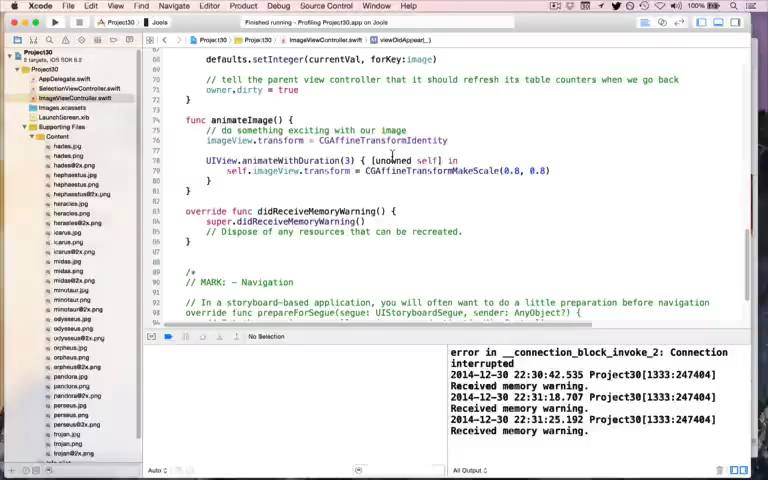 Xcode File Edit View Find Navigate Editor Product Debug Source Control Window Help 100%
Project30 Jools Finished running - Profiling Project30.app on Jools
Project30 Project30 ImageViewController.swift viewDidAppear(_)
Project30
2 targets, iOS SDK 8.2
Project30
AppDelegate.swift
SelectionViewController.swift
ImageViewController.swift
Images.xcassets
LaunchScreen.xib
Supporting Files
Content
hades.jpg
hades.png
hades@2x.png
hephaestus.jpg
hephaestus.png
hephaestus@2x.png
heracles.jpg
heracles.png
heracles@2x.png
icarus.jpg
icarus.png
icarus@2x.png
midas.jpg
midas.png
midas@2x.png
minotaur.jpg
minotaur.png
minotaur@2x.png
odysseus.jpg
odysseus.png
odysseus@2x.png
orpheus.jpg
orpheus.png
orpheus@2x.png
pandora.jpg
pandora.png
pandora@2x.png
perseus.jpg
perseus.png
perseus@2x.png
trojan.jpg
trojan.png
trojan@2x.png
67
68 defaults.setInteger(currentVal, forKey:image)
69
70 // tell the parent view controller that it should refresh its table counters when we go back
71 owner.dirty = true
72 }
73
74 func animateImage() {
75 // do something exciting with our image
76 imageView.transform = CGAffineTransformIdentity
77
78 UIView.animateWithDuration(3) { [unowned self] in
79 self.imageView.transform = CGAffineTransformMakeScale(0.8, 0.8)
80 }
81 }
82
83 override func didReceiveMemoryWarning() {
84 super.didReceiveMemoryWarning()
85 // Dispose of any resources that can be recreated.
86 }
87
88
89 /*
90 // MARK: - Navigation
91
92 // In a storyboard-based application, you will often want to do a little preparation before navigation
93 override func prepareForSegue(segue: UIStoryboardSegue, sender: AnyObject?) {
No Selection
error in __connection_block_invoke_2: Connection
interrupted
2014-12-30 22:30:42.535 Project30[1333:247404]
Received memory warning.
2014-12-30 22:31:18.707 Project30[1333:247404]
Received memory warning.
2014-12-30 22:31:25.192 Project30[1333:247404]
Received memory warning.
Auto
All Output